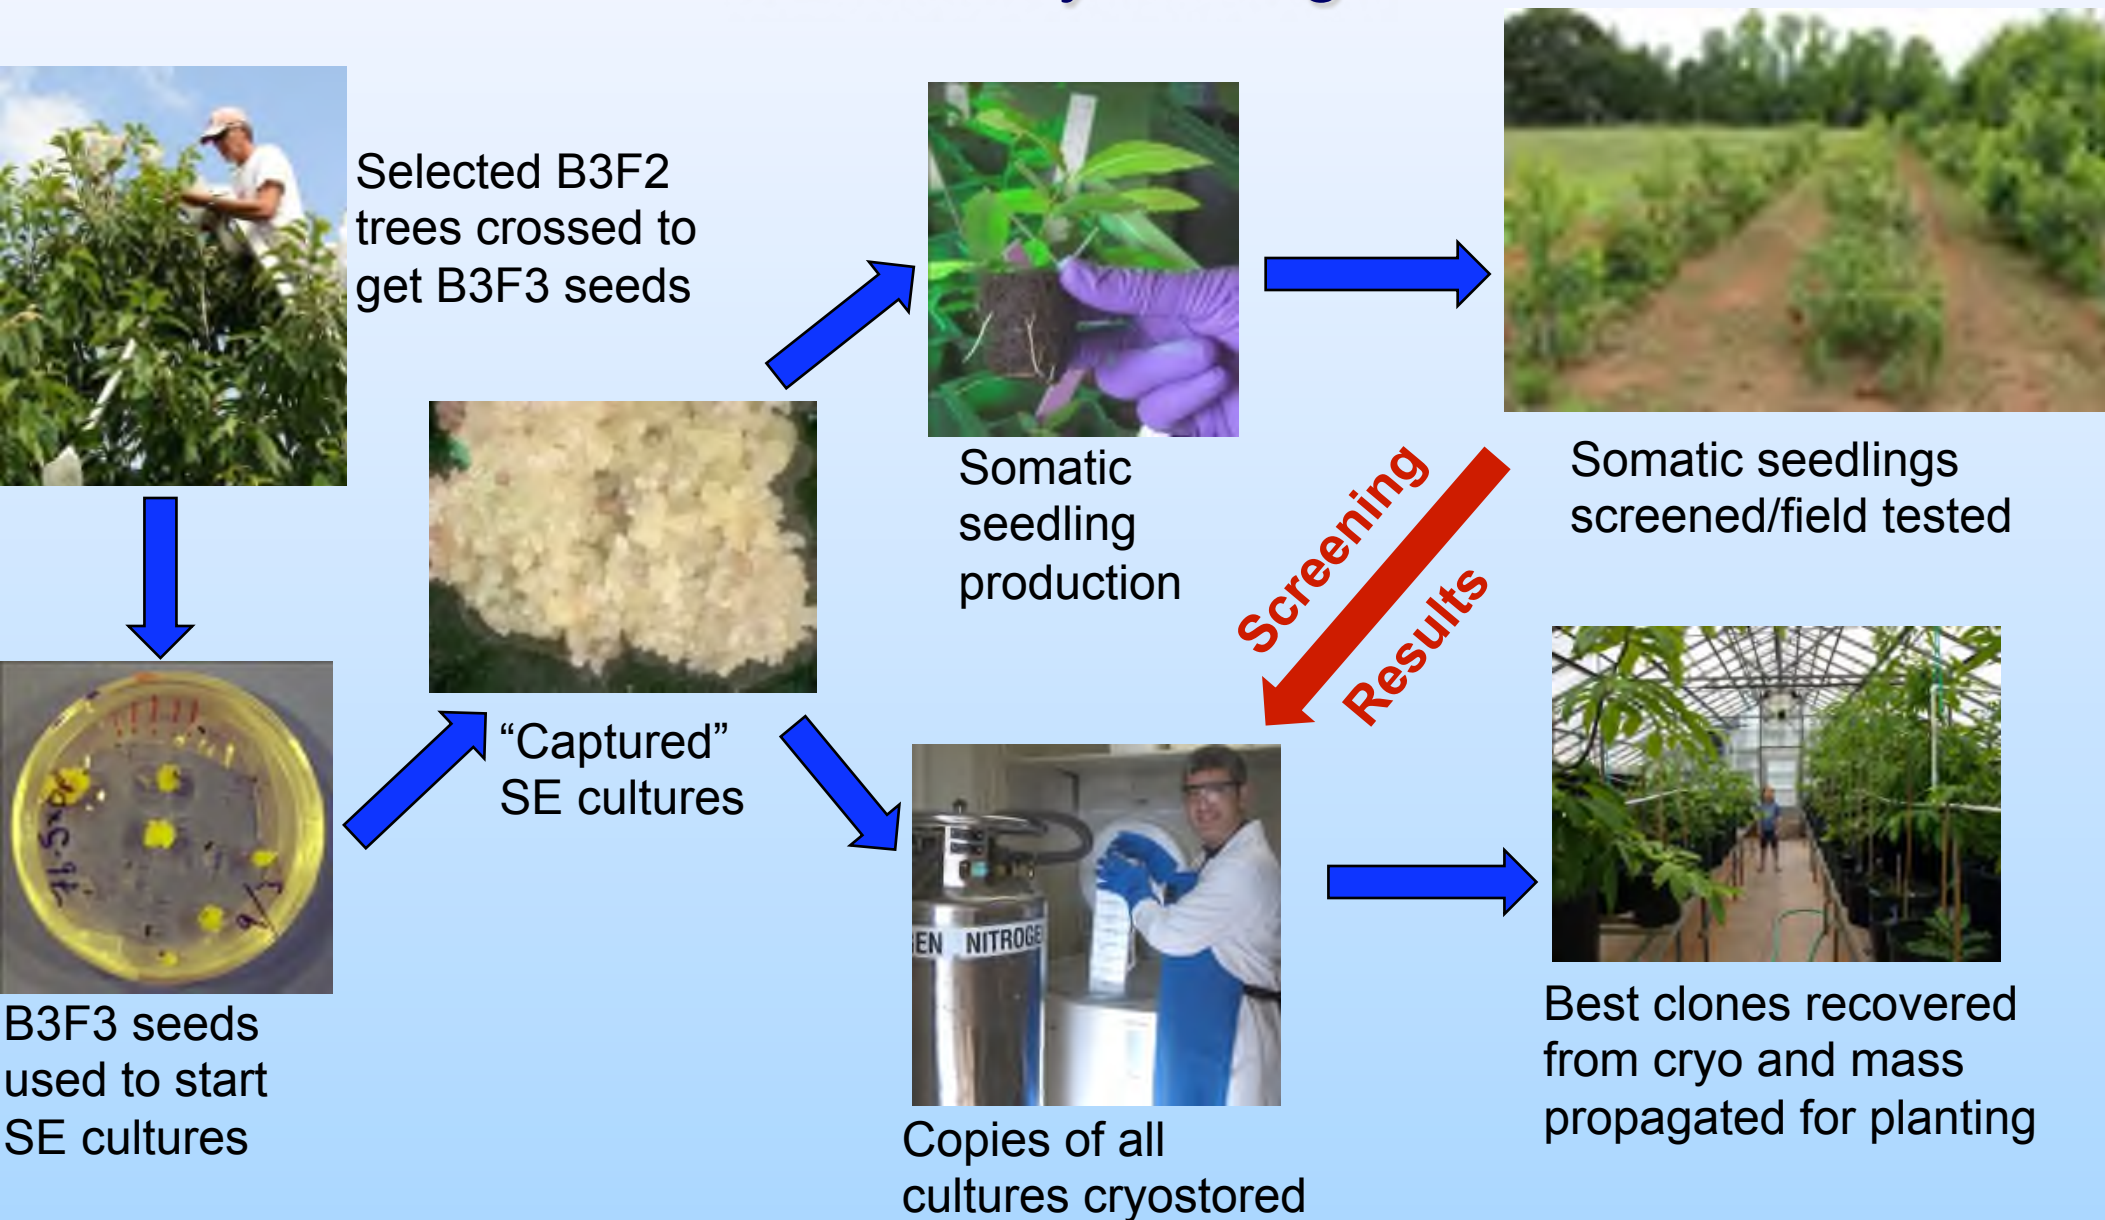 Selected B3F2
trees crossed to
get B3F3 seeds
B3F3 seeds
used to start
SE cultures
“Captured”
SE cultures
Somatic
seedling
production
Somatic seedlings
screened/field tested
Screening
Results
NITROGE
Copies of all
cultures cryostored
Best clones recovered
from cryo and mass
propagated for planting